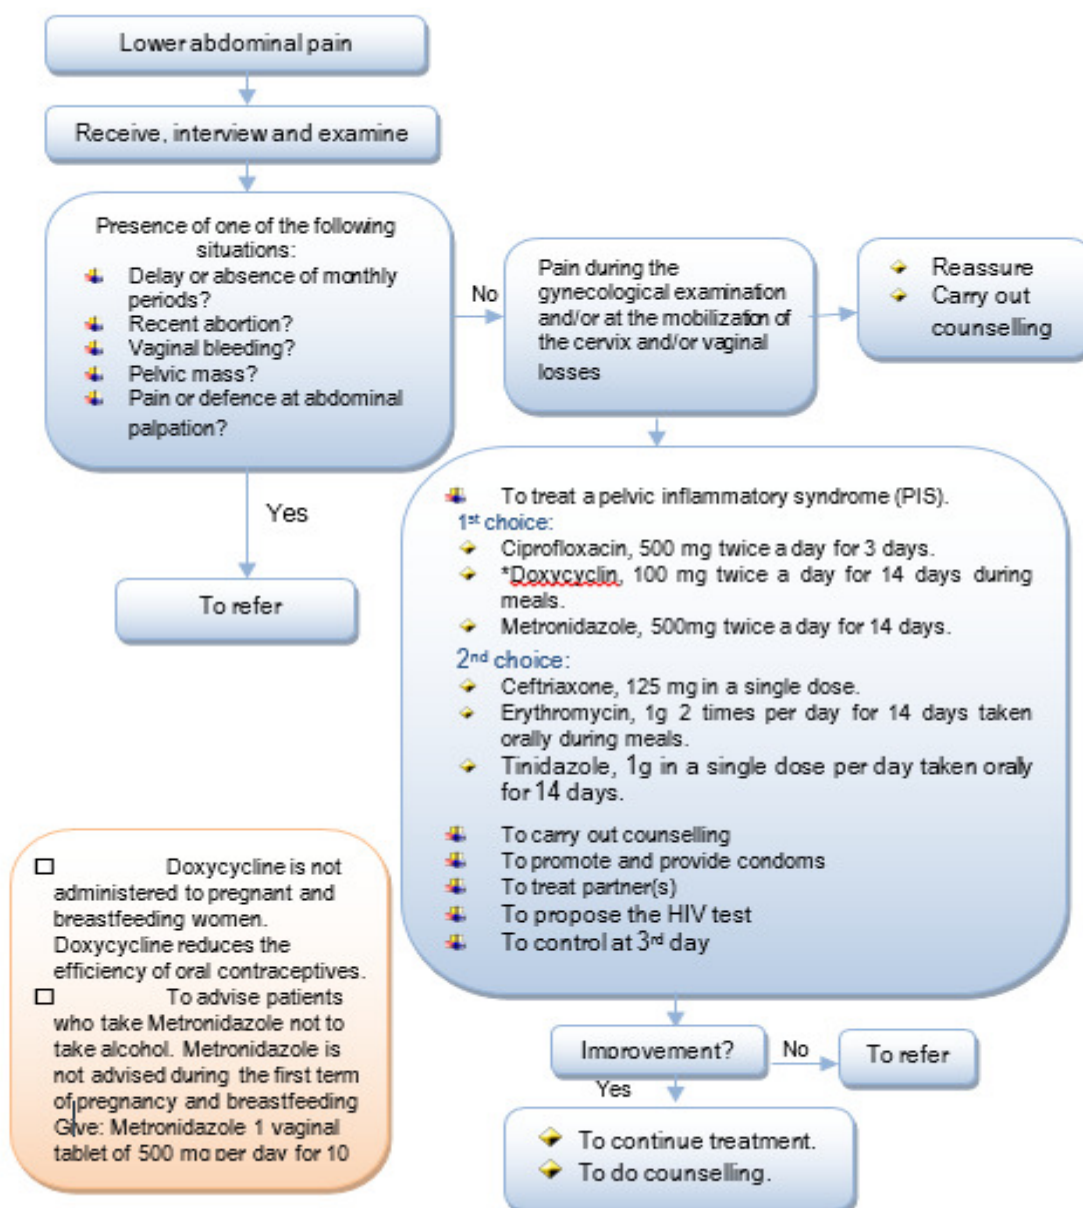 Lower abdominal pain
Receive, interview and examine
Presence of one of the following
situations:
Delay or absence of monthly
periods?
Recent abortion?
Vaginal bleeding?
Pelvic mass?
Pain or defence at abdominal
palpation?
No
Pain during the
gynecological examination
and/or at the mobilization of
the cervix and/or vaginal
losses
Reassure
Carry out
counselling
Yes
To refer
To treat a pelvic inflammatory syndrome (PIS).
1st choice:
Ciprofloxacin, 500 mg twice a day for 3 days.
*Doxycyclin, 100 mg twice a day for 14 days during
meals.
Metronidazole, 500mg twice a day for 14 days.
2nd choice:
Ceftriaxone, 125 mg in a single dose.
Erythromycin, 1g 2 times per day for 14 days taken
orally during meals.
Tinidazole, 1g in a single dose per day taken orally
for 14 days.
To carry out counselling
To promote and provide condoms
To treat partner(s)
To propose the HIV test
To control at 3rd day
Doxycycline is not
administered to pregnant and
breastfeeding women.
Doxycycline reduces the
efficiency of oral contraceptives.
To advise patients
who take Metronidazole not to
take alcohol. Metronidazole is
not advised during the first term
of pregnancy and breastfeeding
Give: Metronidazole 1 vaginal
tablet of 500 mg per day for 10
Improvement?
No
To refer
Yes
To continue treatment.
To do counselling.